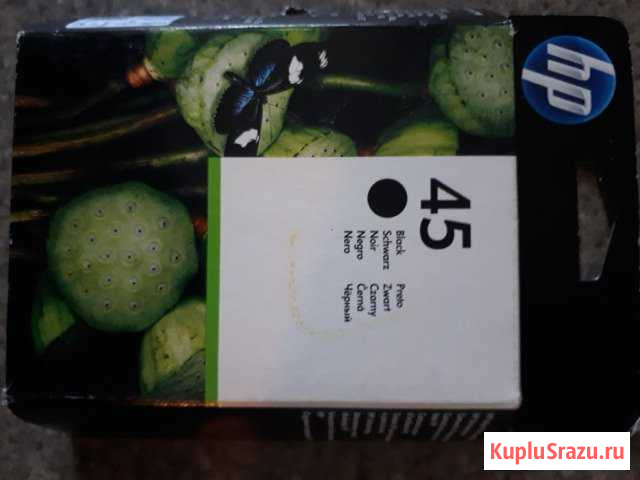 hp
45
Black
Schwarz
Noir
Negro
Nero
Preto
Zwart
Czarny
Černá
Чёрный
KupluSrazu.ru